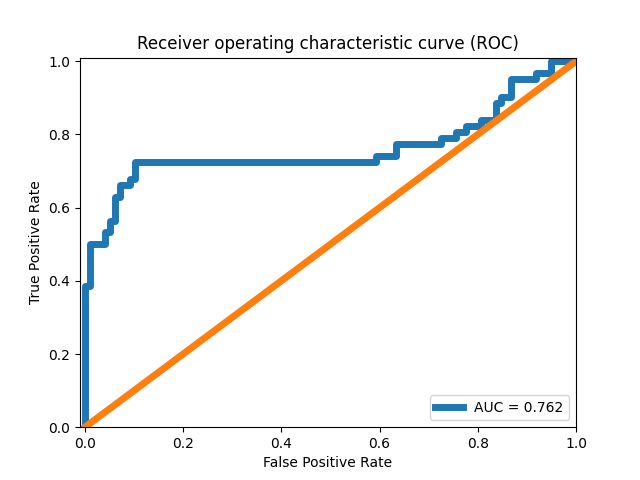 Receiver operating characteristic curve (ROC)
1.0
0.8
0.6
0.4
0.2
0.0
True Positive Rate
AUC = 0.762
0.0 0.2 0.4 0.6 0.8 1.0
False Positive Rate